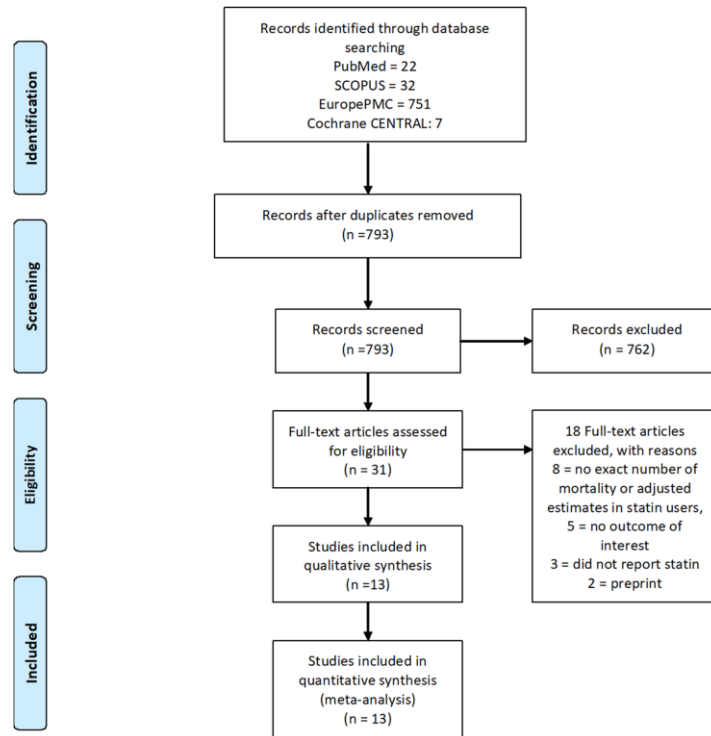 Identification
Records identified through database
searching
PubMed = 22
SCOPUS = 32
EuropePMC = 751
Cochrane CENTRAL: 7
Records after duplicates removed
(n =793)
Screening
Records screened
(n =793)
Records excluded
(n = 762)
Eligibility
Full-text articles assessed
for eligibility
(n = 31)
18 Full-text articles
excluded, with reasons
8 = no exact number of
mortality or adjusted
estimates in statin users,
5 = no outcome of
interest
3 = did not report statin
2 = preprint
Studies included in
qualitative synthesis
(n =13)
Included
Studies included in
quantitative synthesis
(meta-analysis)
(n = 13)